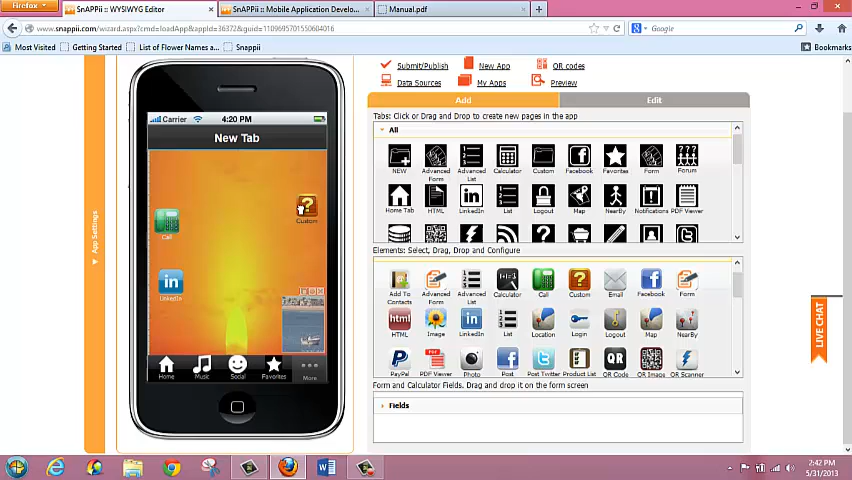 Firefox
SnAPPii :: WYSIWYG Editor
SnAPPii :: Mobile Application Develo...
Manual.pdf
www.snappii.com/wizard.aspx?cmd=loadApp&appId=36372&guid=1109695701550604016
Google
Most Visited
Getting Started
List of Flower Names a...
Snappii
Bookmarks
Submit/Publish
New App
QR codes
Data Sources
My Apps
Preview
Add
Edit
Tabs: Click or Drag and Drop to create new pages in the app
All
NEW
Advanced Form
Advanced List
Calculator
Custom
Facebook
Favorites
Form
Forum
Home Tab
HTML
LinkedIn
List
Logout
Map
NearBy
Notifications
PDF Viewer
Elements: Select, Drag, Drop and Configure
Add To Contacts
Advanced Form
Advanced List
Calculator
Call
Custom
Email
Facebook
Form
HTML
Image
LinkedIn
List
Location
Login
Logout
Map
NearBy
PayPal
PDF Viewer
Photo
Post
Post Twitter
Product List
QR Code
QR Image
QR Scanner
Form and Calculator Fields. Drag and drop it on the form screen
Fields
App Settings
Carrier
4:20 PM
New Tab
Call
Custom
LinkedIn
Home
Music
Social
Favorites
More
LIVE CHAT
2:42 PM
5/31/2013